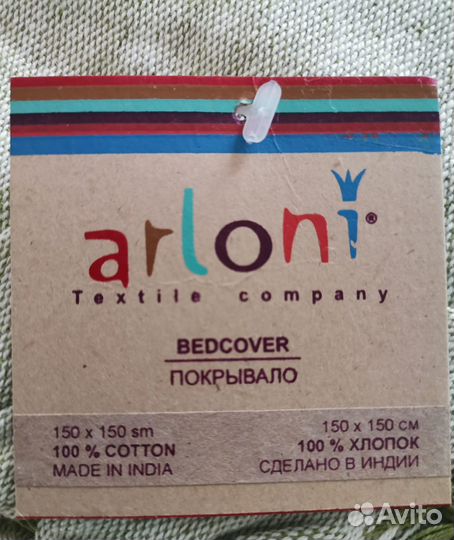 arloni®
Textile company
BEDCOVER
ПОКРЫВАЛО
150 x 150 sm
100 % COTTON
MADE IN INDIA
150 x 150 см
100 % ХЛОПОК
СДЕЛАНО В ИНДИИ
Avito